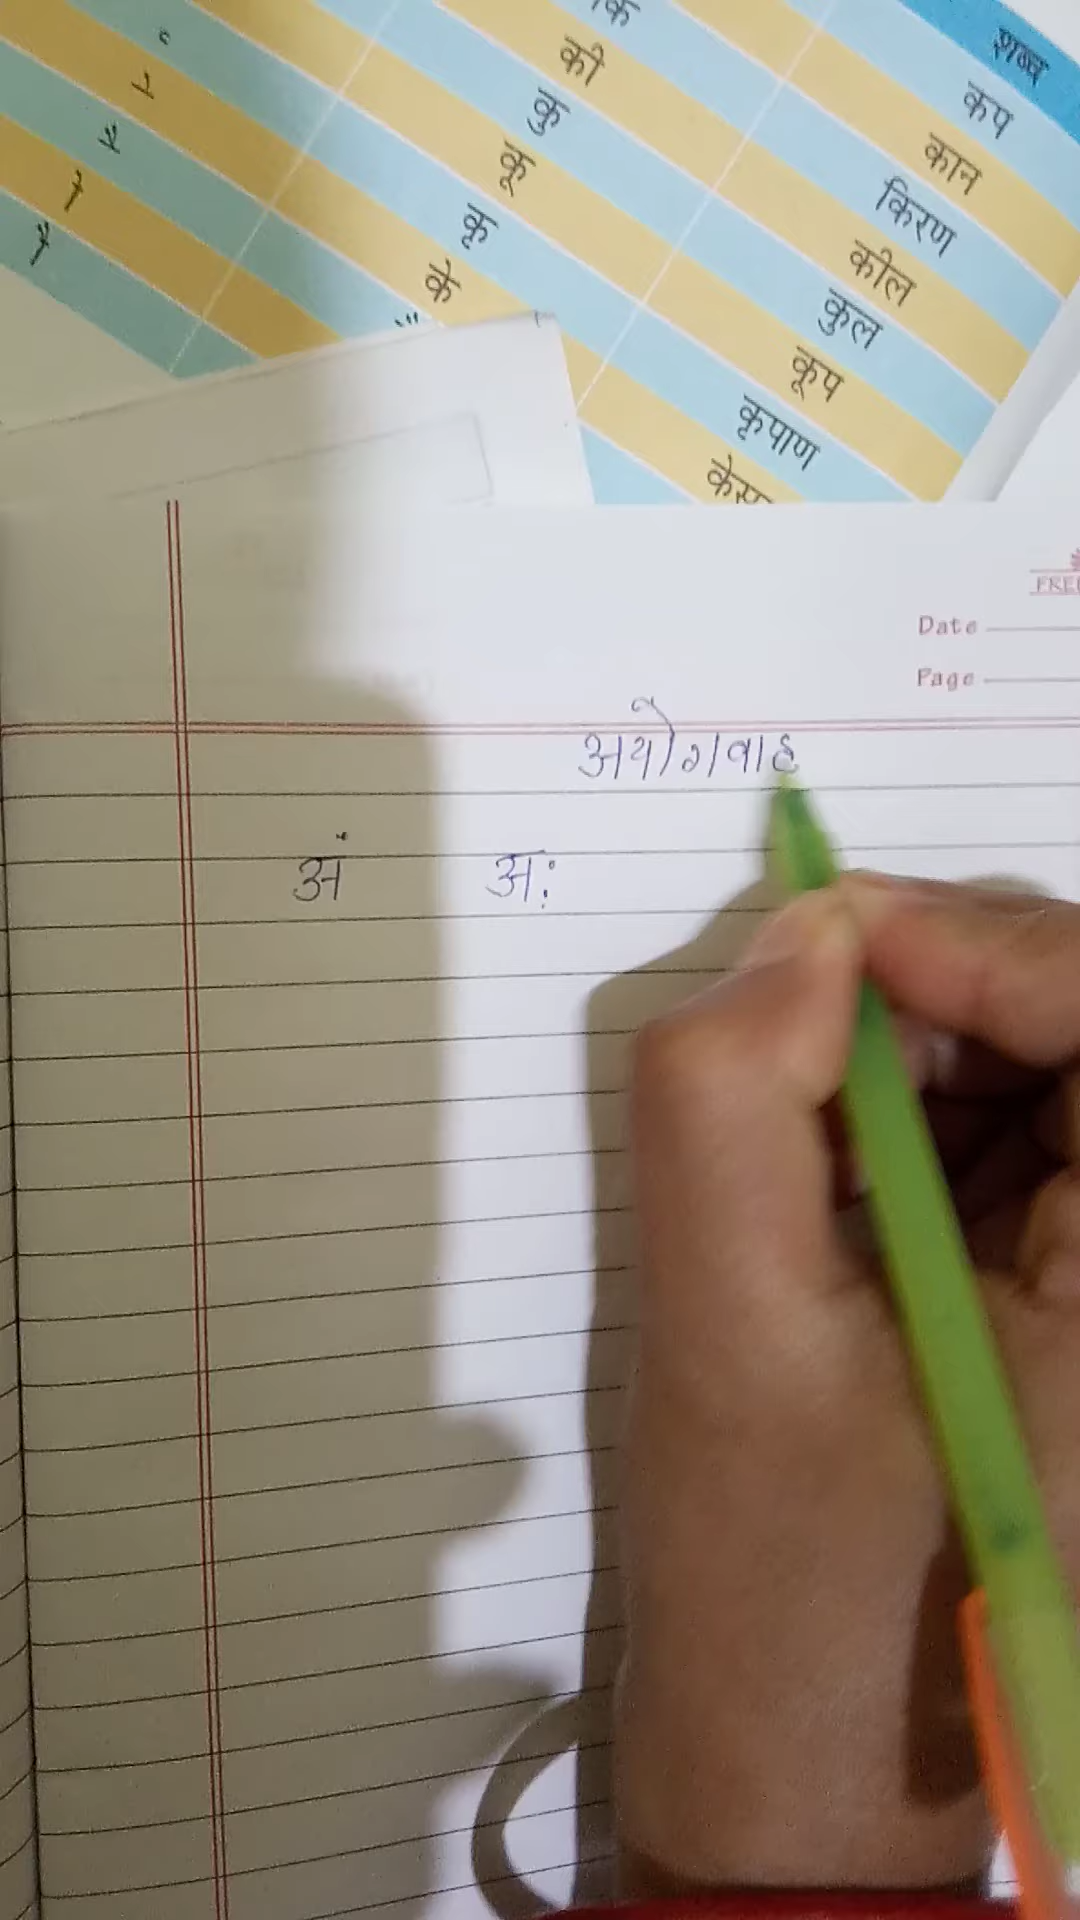 शब्द
कप
कान
किरण
कील
कुल
कूप
कृपाण
की
कु
कू
कृ
के
Date
Page
अयोगवाह
अं अः